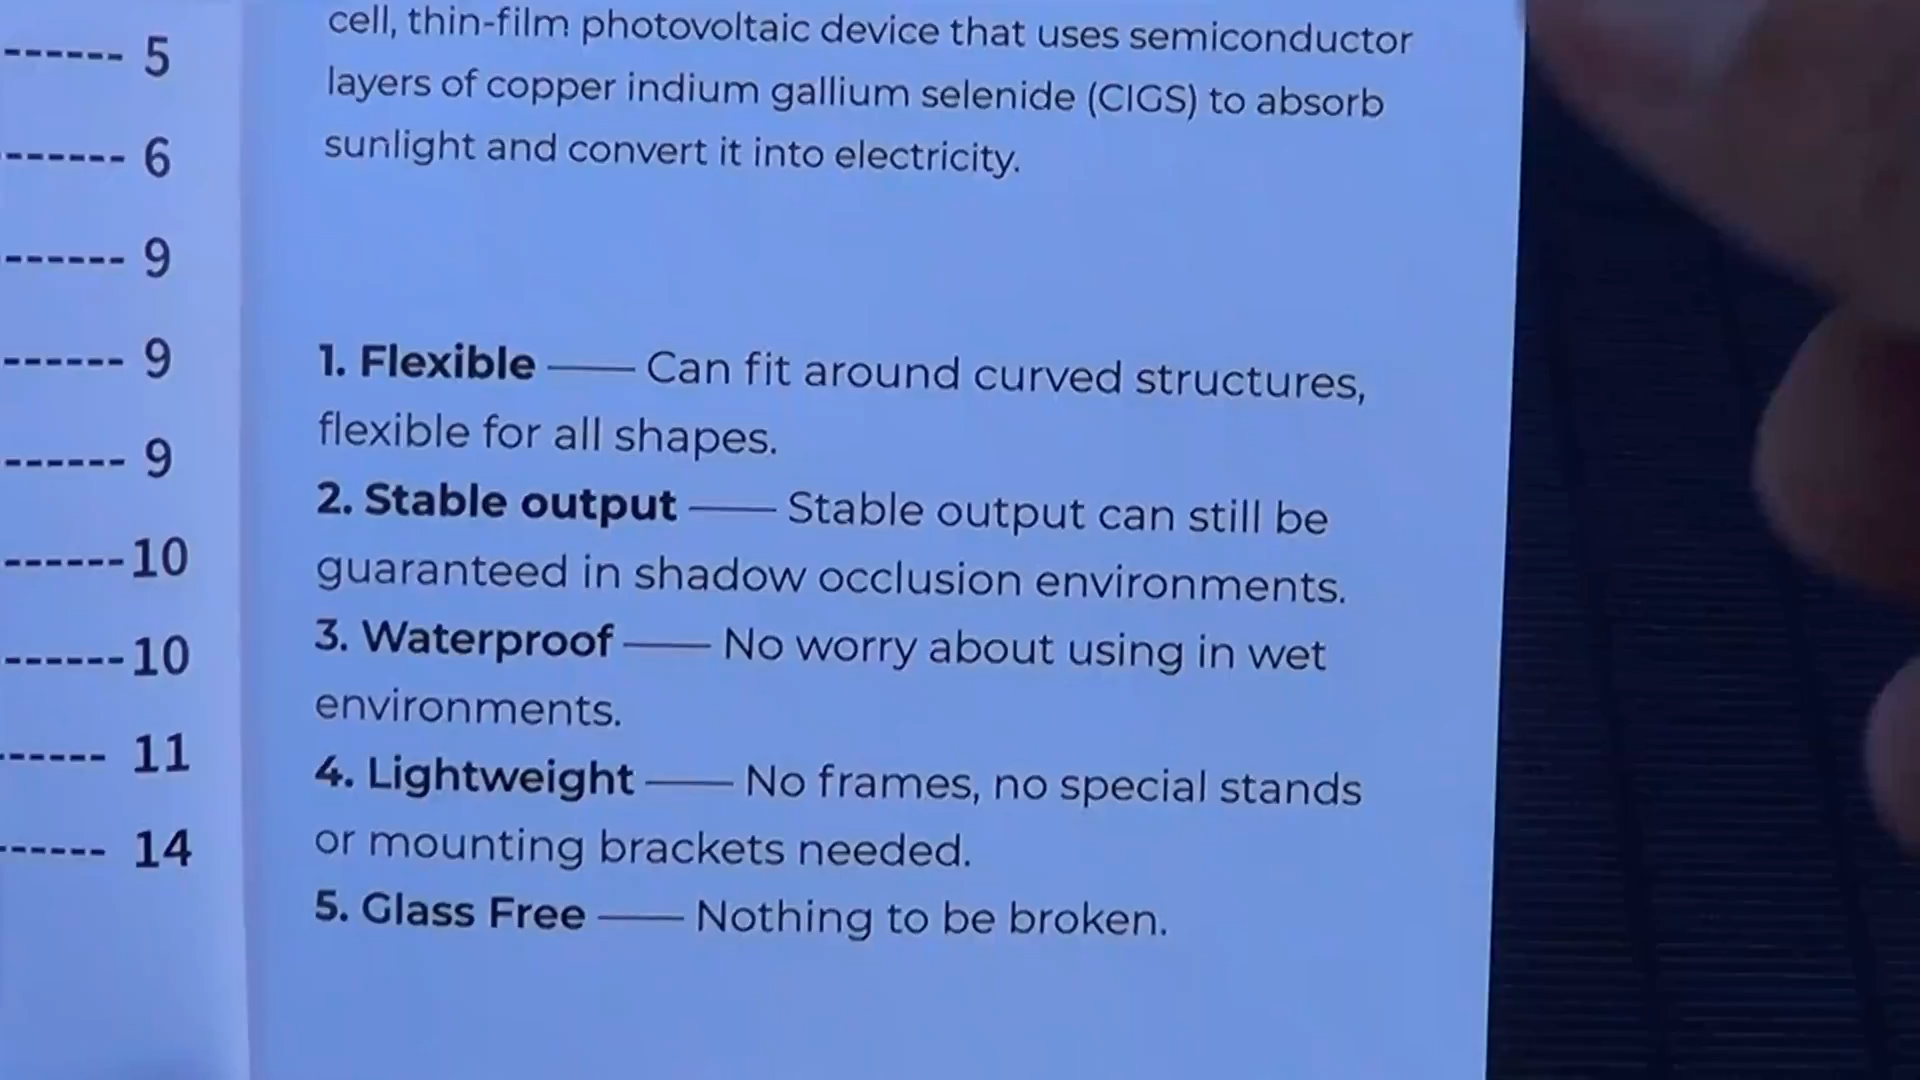 ------ 5
------- 6
------ 9
------ 9
------ 9
------10
------10
------ 11
------ 14
cell, thin-film photovoltaic device that uses semiconductor
layers of copper indium gallium selenide (CIGS) to absorb
sunlight and convert it into electricity.
1. Flexible —— Can fit around curved structures,
flexible for all shapes.
2. Stable output —— Stable output can still be
guaranteed in shadow occlusion environments.
3. Waterproof —— No worry about using in wet
environments.
4. Lightweight —— No frames, no special stands
or mounting brackets needed.
5. Glass Free —— Nothing to be broken.